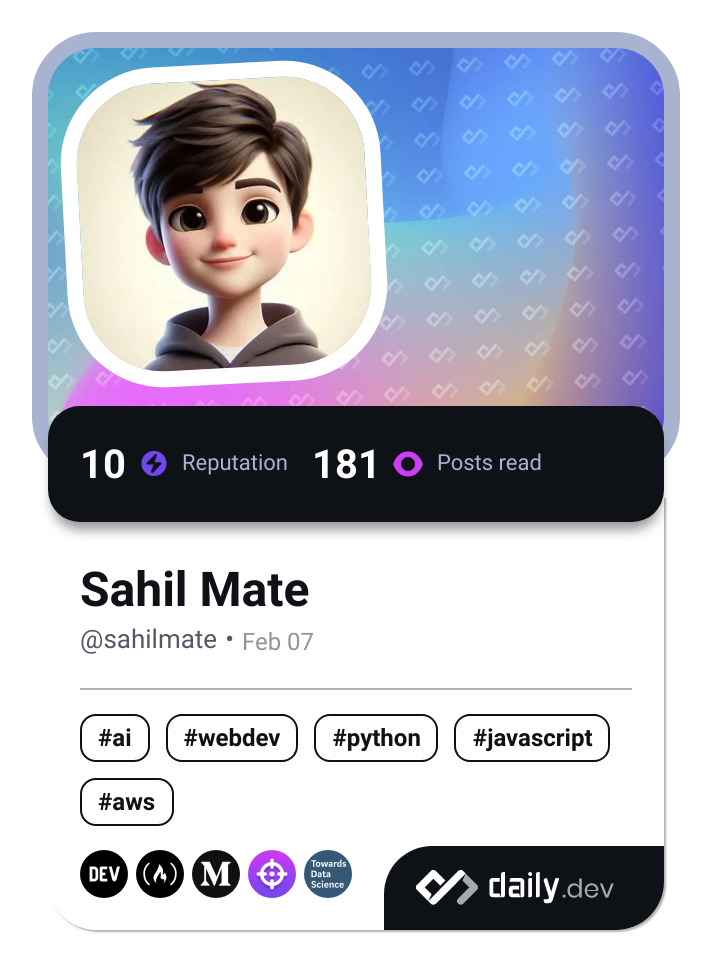 10 Reputation 181 Posts read
Sahil Mate
@sahilmate • Feb 07
#ai #webdev #python #javascript
#aws
DEV M Towards
Data
Science
daily.dev